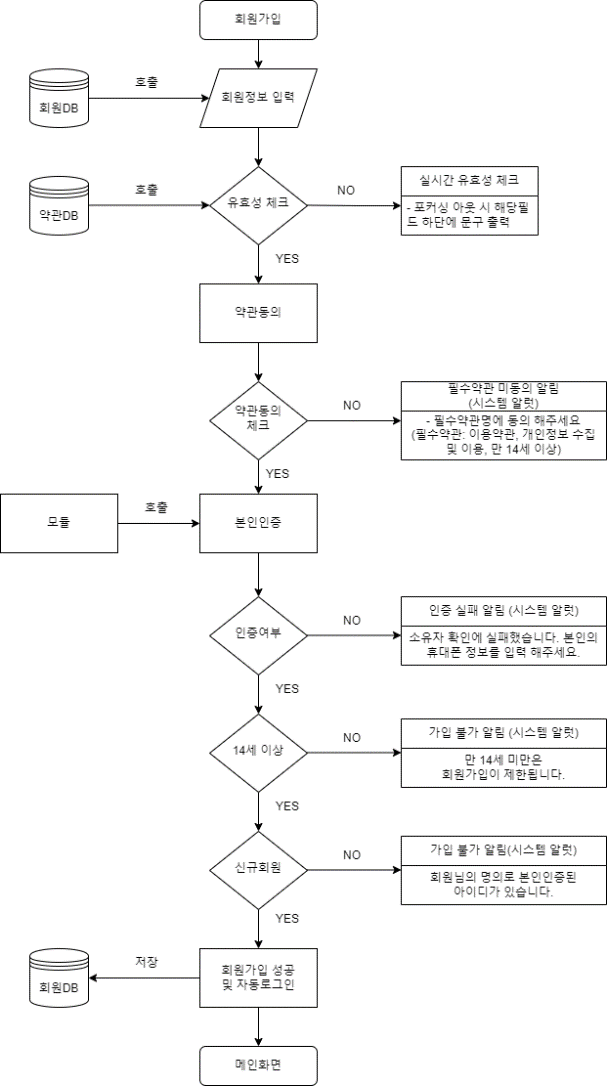 회원가입
호출
회원DB
회원정보 입력
호출
약관DB
유효성 체크
NO
실시간 유효성 체크
- 포커싱 아웃 시 해당필
드 하단에 문구 출력
YES
약관동의
약관동의
체크
NO
필수약관 미동의 알림
(시스템 알럿)
- 필수약관명에 동의 해주세요
(필수약관: 이용약관, 개인정보 수집
및 이용, 만 14세 이상)
YES
모듈
호출
본인인증
인증여부
NO
인증 실패 알림 (시스템 알럿)
소유자 확인에 실패했습니다. 본인의
휴대폰 정보를 입력 해주세요.
YES
14세 이상
NO
가입 불가 알림 (시스템 알럿)
만 14세 미만은
회원가입이 제한됩니다.
YES
신규회원
NO
가입 불가 알림(시스템 알럿)
회원님의 명의로 본인인증된
아이디가 있습니다.
YES
저장
회원DB
회원가입 성공
및 자동로그인
메인화면